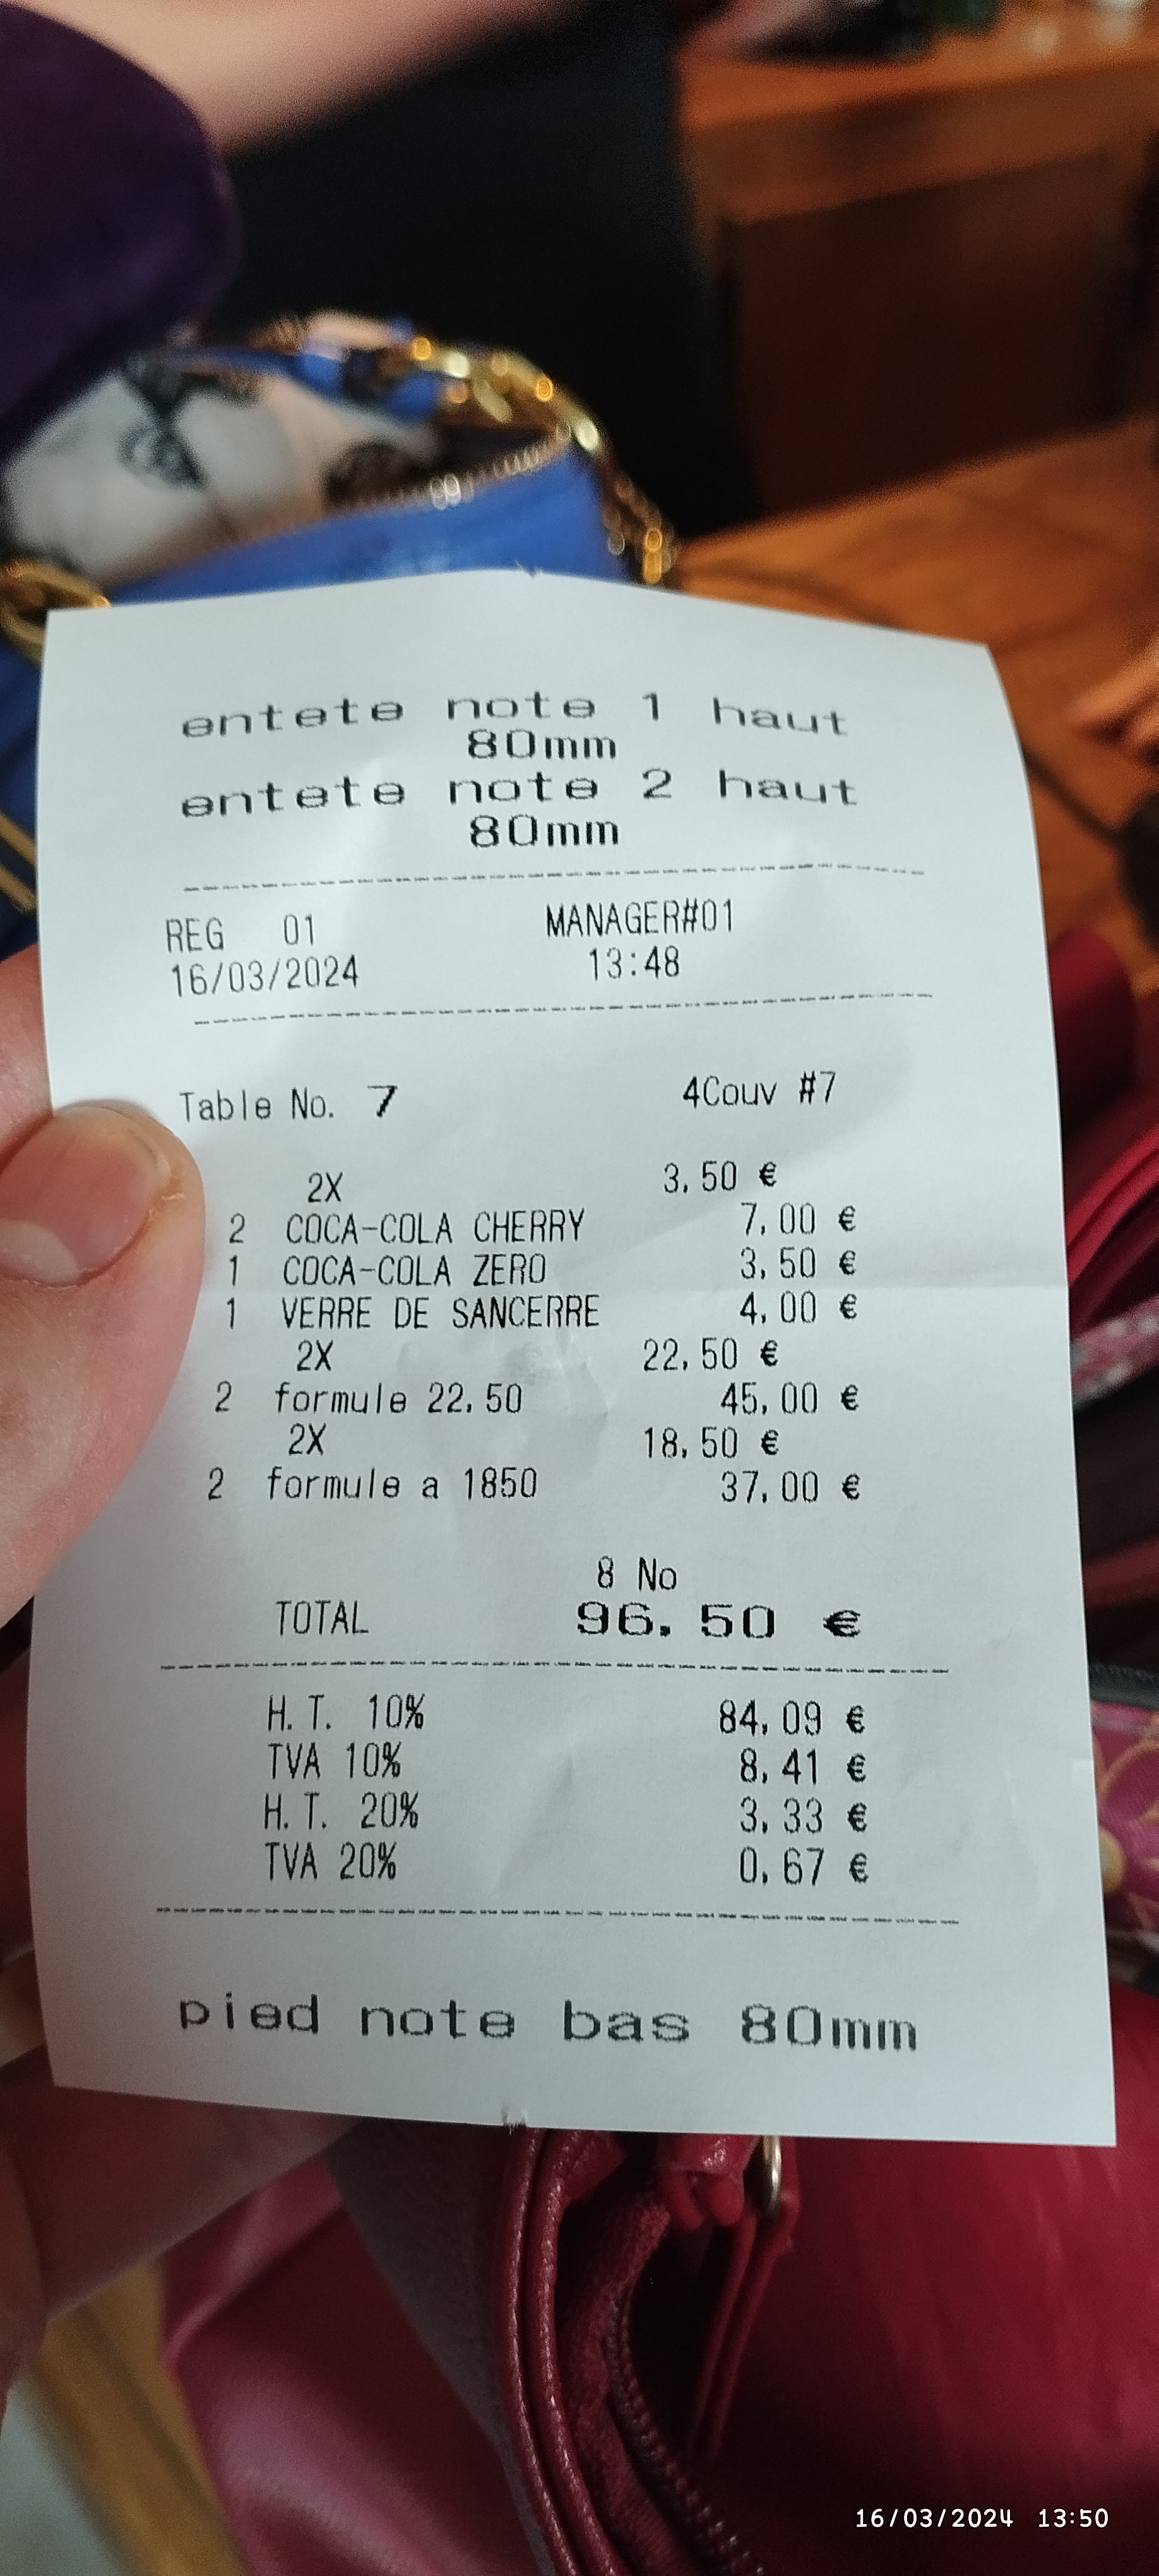 entete note 1 haut
80mm
entete note 2 haut
80mm
REG 01 MANAGER#01
16/03/2024 13:48
Table No. 7 4Couv #7
2X 3,50 €
2 COCA-COLA CHERRY 7,00 €
1 COCA-COLA ZERO 3,50 €
1 VERRE DE SANCERRE 4,00 €
2X 22,50 €
2 formule 22,50 45,00 €
2X 18,50 €
2 formule a 1850 37,00 €
8 No
TOTAL 96.50 €
H.T. 10% 84,09 €
TVA 10% 8,41 €
H.T. 20% 3,33 €
TVA 20% 0,67 €
pied note bas 80mm
16/03/2024 13:50